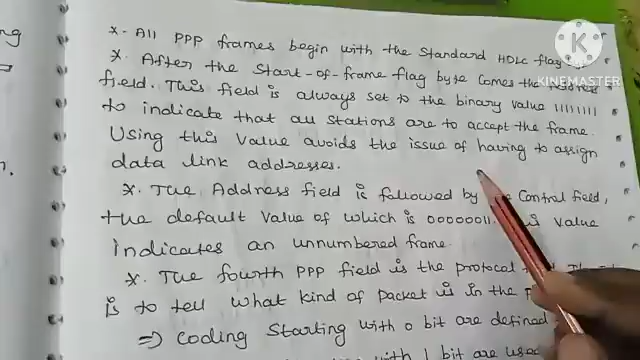 ng
n.
x. All PPP frames begin with the Standard HDLC flag
x. After the Start-of-frame flag byte comes the
field. This field is always set to the binary value 11111111
to indicate that all stations are to accept the frame.
Using this value avoids the issue of having to assign
data link addresses.
x. The Address field is followed by Control field,
the default value of which is 00000011. value
indicates an unnumbered frame.
x. The fourth PPP field is the protocol
is to tell what kind of packet is in the
⇒ Coding Starting with 0 bit are defined
with 1 bit are used
K
KINEMASTER